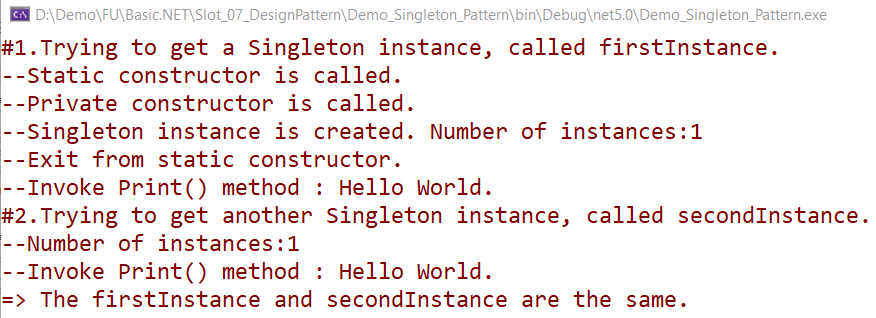 D:\Demo\FU\Basic.NET\Slot_07_DesignPattern\Demo_Singleton_Pattern\bin\Debug\net5.0\Demo_Singleton_Pattern.exe
#1.Trying to get a Singleton instance, called firstInstance.
--Static constructor is called.
--Private constructor is called.
--Singleton instance is created. Number of instances:1
--Exit from static constructor.
--Invoke Print() method : Hello World.
#2.Trying to get another Singleton instance, called secondInstance.
--Number of instances:1
--Invoke Print() method : Hello World.
=> The firstInstance and secondInstance are the same.